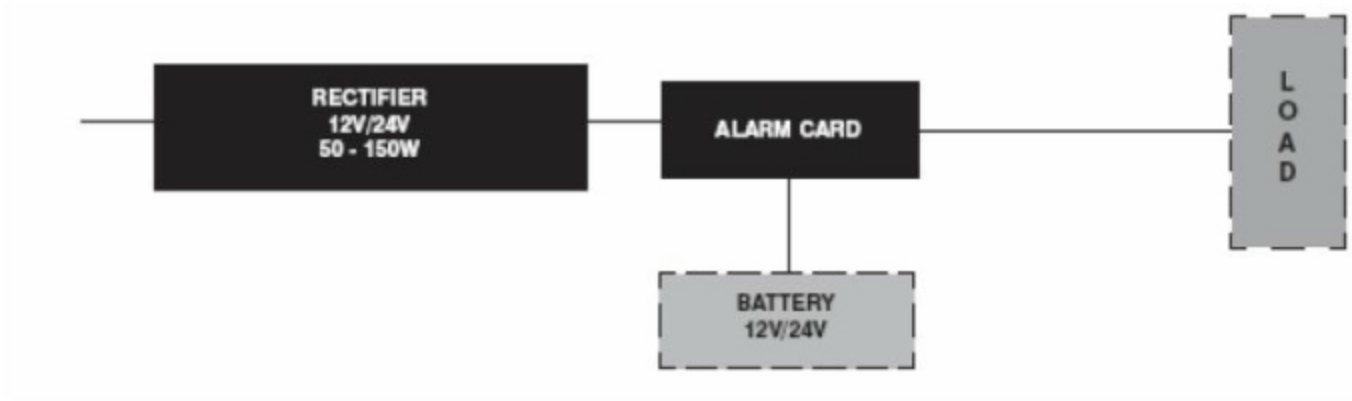 RECTIFIER
12V/24V
50 - 150W
ALARM CARD
BATTERY
12V/24V
L
O
A
D